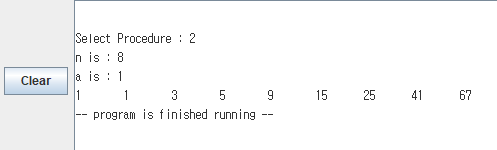 Select Procedure : 2
n is : 8
a is : 1
Clear
1 1 3 5 9 15 25 41 67
-- program is finished running --